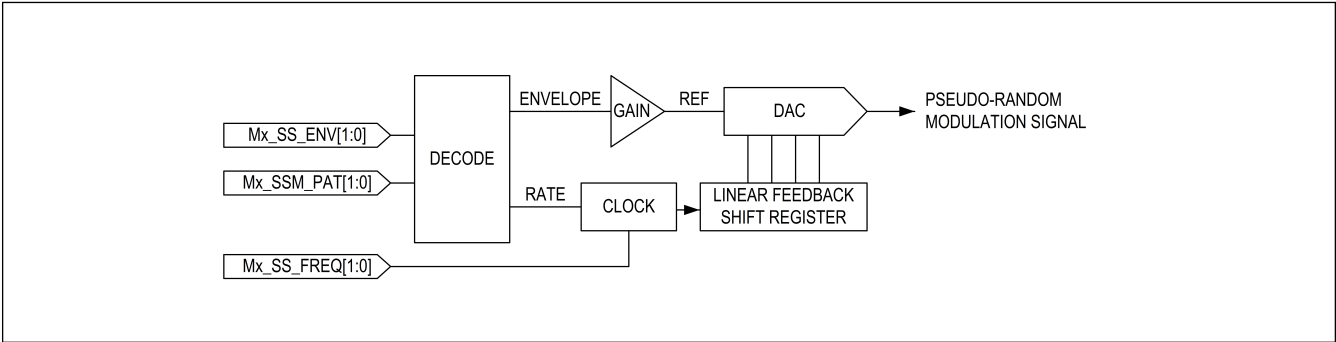 ENVELOPE
GAIN
REF
DAC
PSEUDO-RANDOM
MODULATION SIGNAL
Mx_SS_ENV[1:0]
DECODE
Mx_SSM_PAT[1:0]
RATE
CLOCK
LINEAR FEEDBACK
SHIFT REGISTER
Mx_SS_FREQ[1:0]